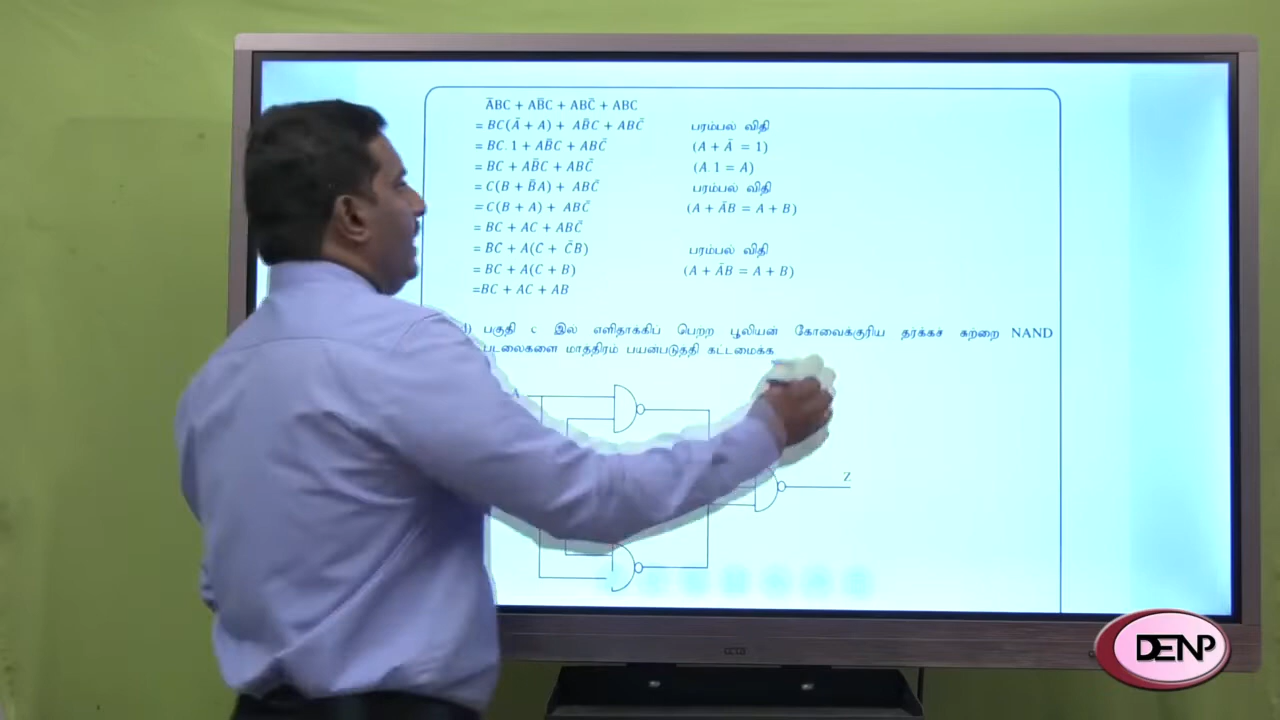 ĀBC + AB̄C + ABC̄ + ABC
= BC(Ā + A) + AB̄C + ABC̄ பரம்பல் விதி
= BC.1 + AB̄C + ABC̄ (A + Ā = 1)
= BC + AB̄C + ABC̄ (A.1 = A)
= C(B + B̄A) + ABC̄ பரம்பல் விதி
= C(B + A) + ABC̄ (A + ĀB = A + B)
= BC + AC + ABC̄
= BC + A(C + C̄B) பரம்பல் விதி
= BC + A(C + B) (A + ĀB = A + B)
=BC + AC + AB
d) பகுதி c இல் எளிதாக்கிப் பெற்ற பூலியன் கோவைக்குரிய தர்க்கச் சுற்றை NAND
படலைகளை மாத்திரம் பயன்படுத்தி கட்டமைக்க
A
Z
DENP